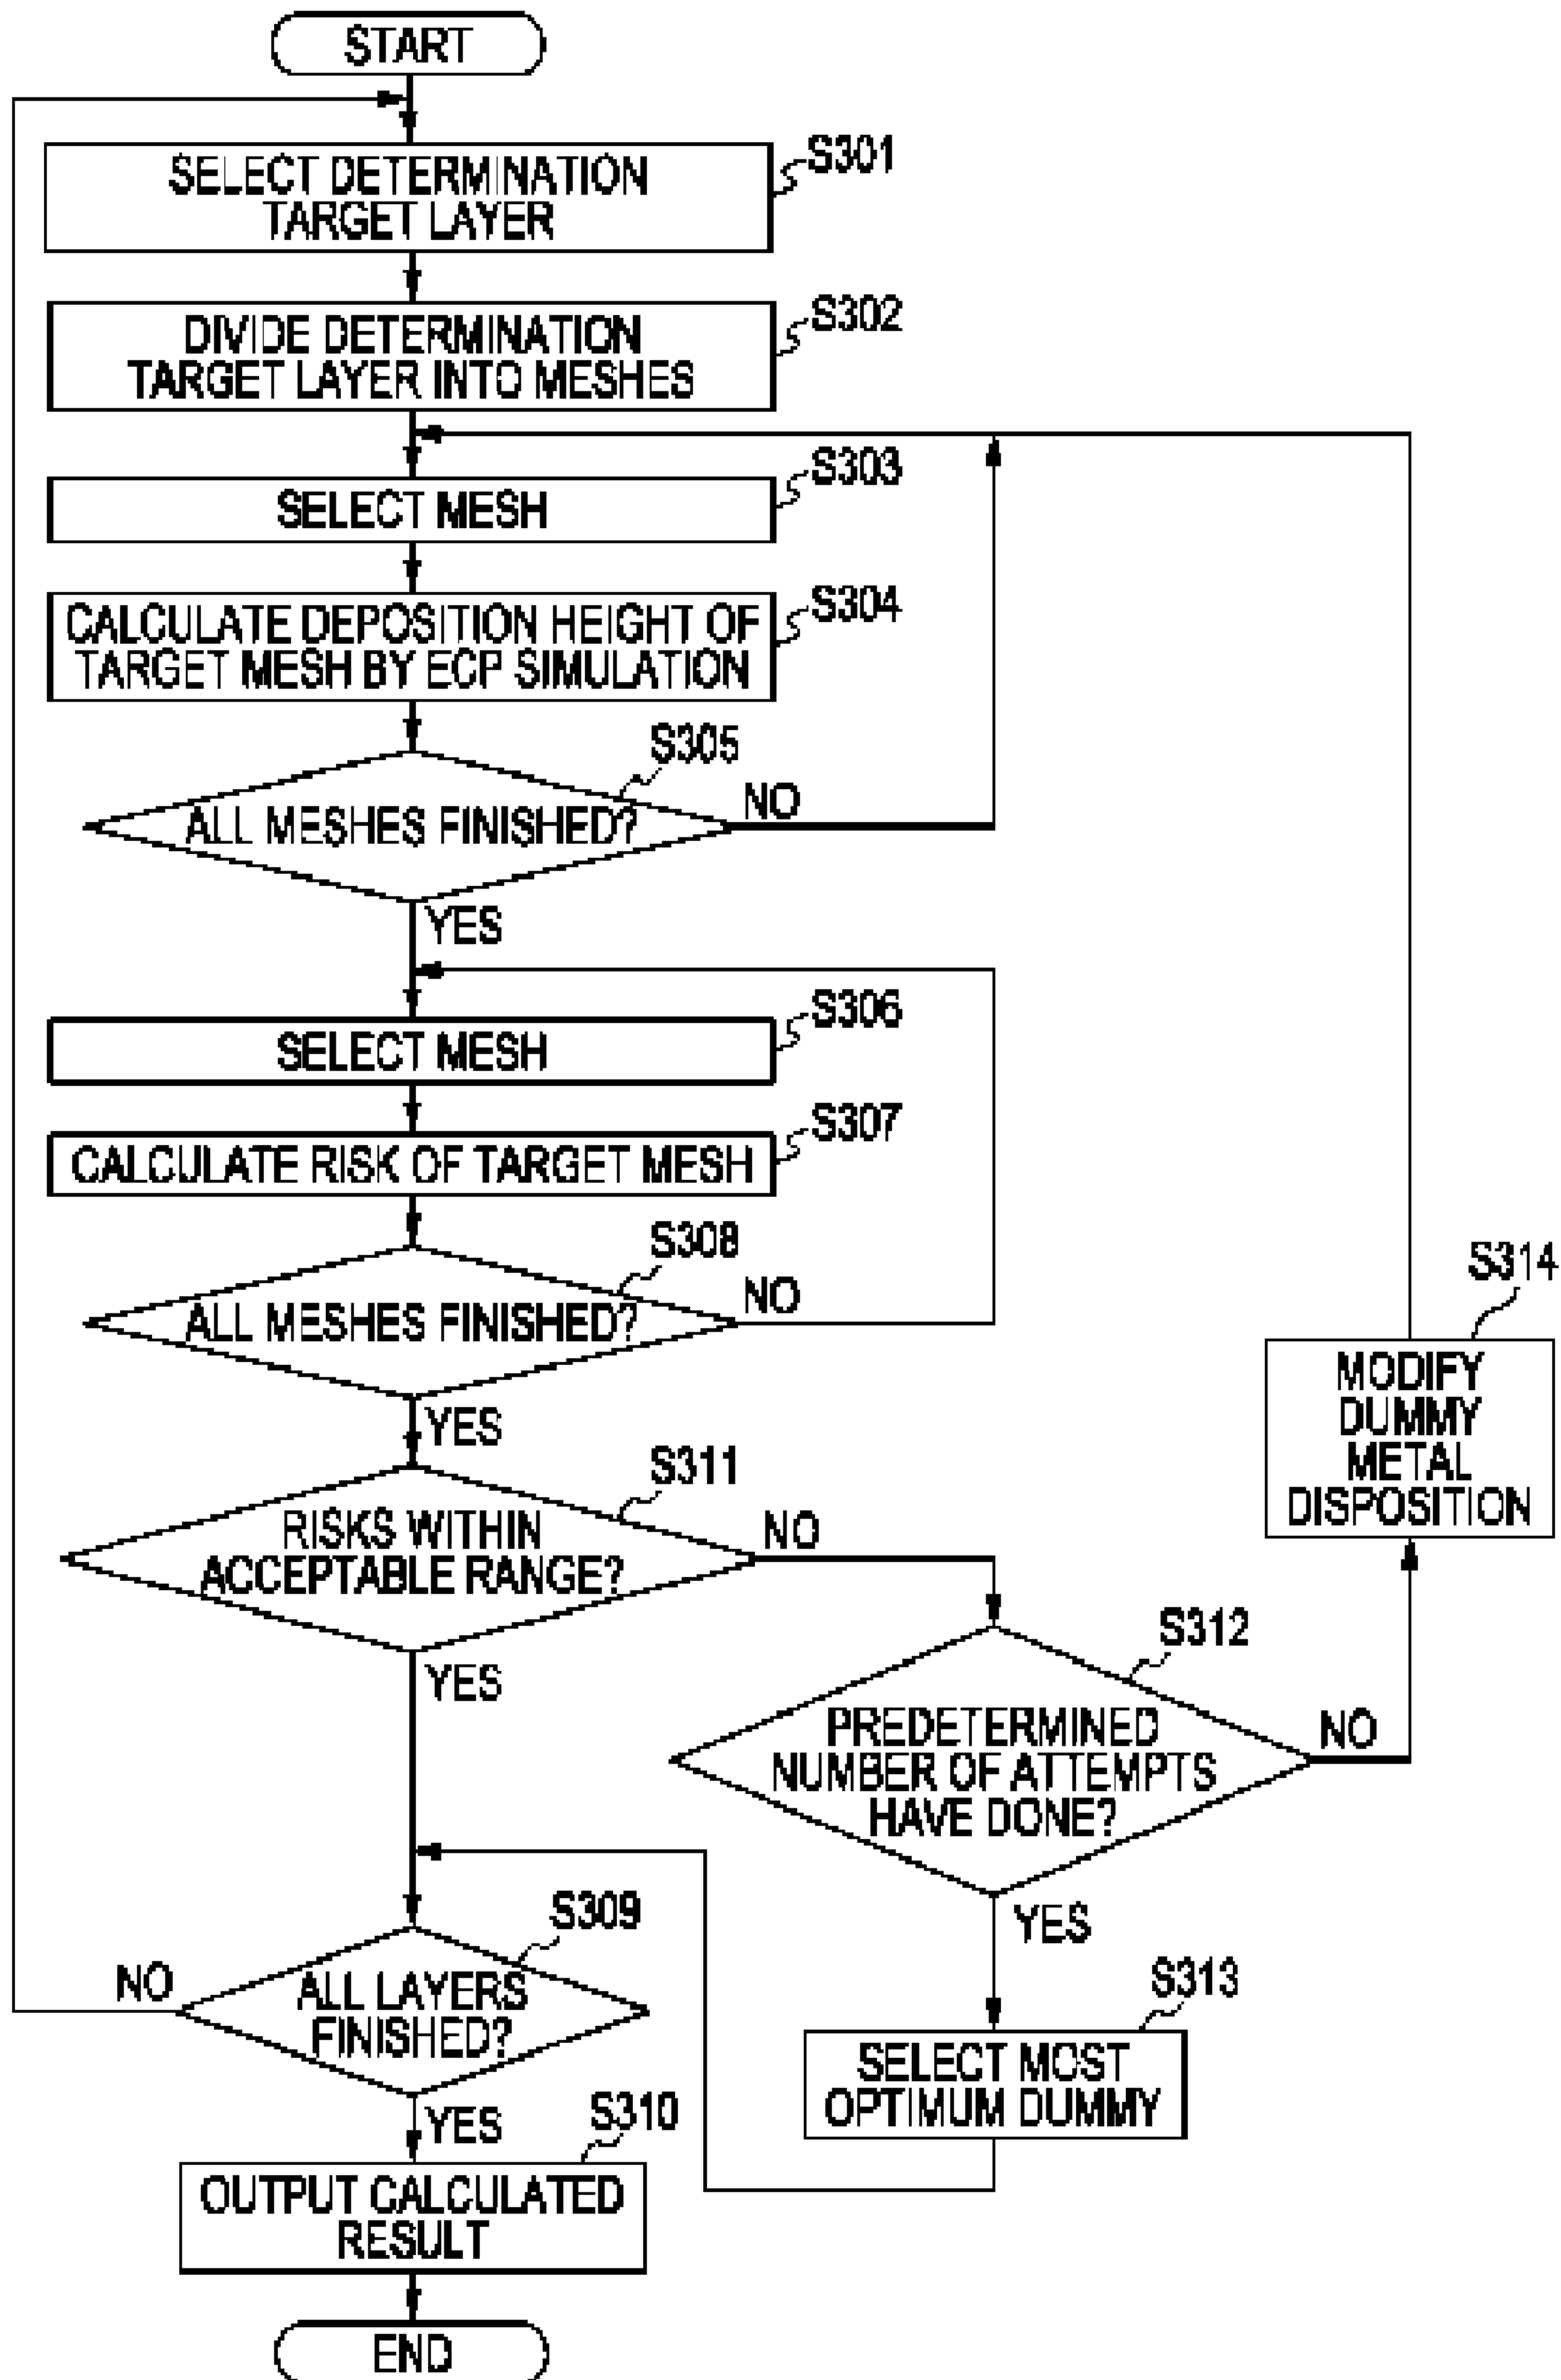 START
S301
SELECT DETERMINATION
TARGET LAYER
S302
DIVIDE DETERMINATION
TARGET LAYER INTO MESHES
S303
SELECT MESH
S304
CALCULATE DEPOSITION HEIGHT OF
TARGET MESH BY ECP SIMULATION
S305
ALL MESHES FINISHED?
NO
YES
S306
SELECT MESH
S307
CALCULATE RISK OF TARGET MESH
S308
ALL MESHES FINISHED?
NO
YES
S311
RISKS WITHIN
ACCEPTABLE RANGE?
NO
YES
S314
MODIFY
DUMMY
METAL
DISPOSITION
S312
PREDETERMINED
NUMBER OF ATTEMPTS
HAVE DONE?
NO
YES
S313
SELECT MOST
OPTIMUM DUMMY
S309
ALL LAYERS
FINISHED?
NO
YES
S310
OUTPUT CALCULATED
RESULT
END